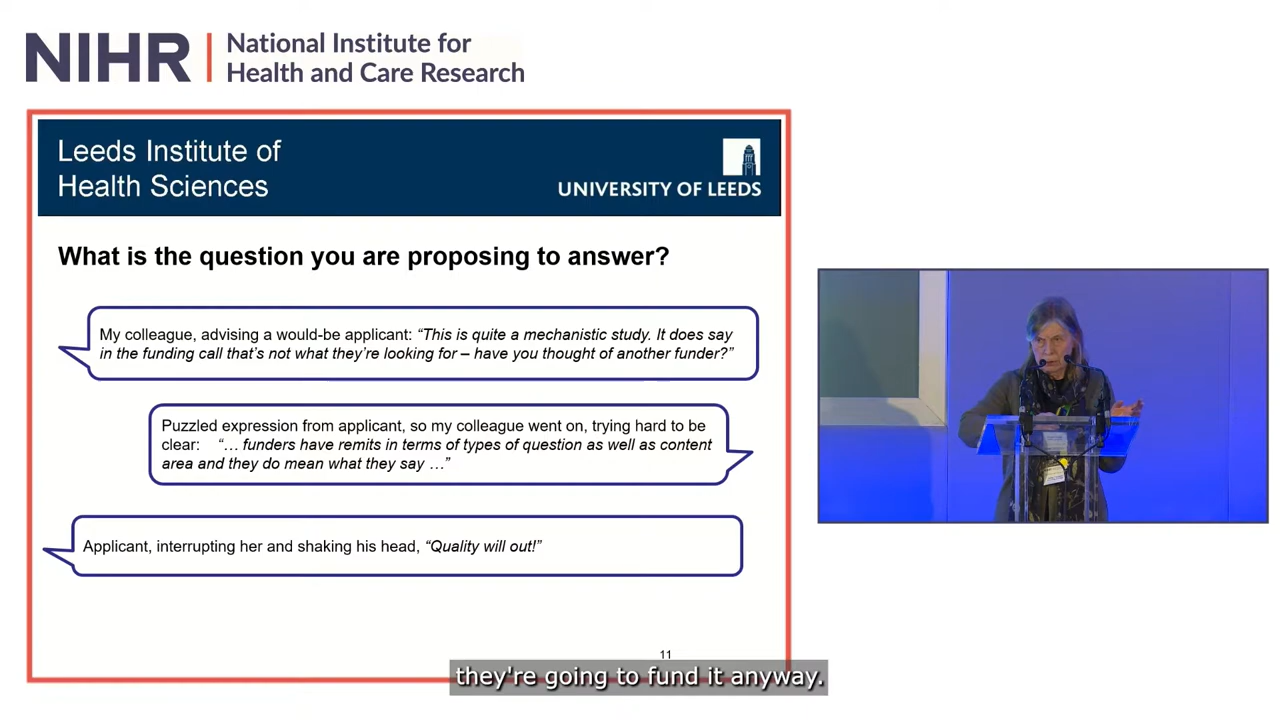 NIHR | National Institute for
Health and Care Research
Leeds Institute of
Health Sciences
UNIVERSITY OF LEEDS
What is the question you are proposing to answer?
My colleague, advising a would-be applicant: “This is quite a mechanistic study. It does say
in the funding call that’s not what they’re looking for – have you thought of another funder?”
Puzzled expression from applicant, so my colleague went on, trying hard to be
clear: “… funders have remits in terms of types of question as well as content
area and they do mean what they say …”
Applicant, interrupting her and shaking his head, “Quality will out!”
11
they're going to fund it anyway.